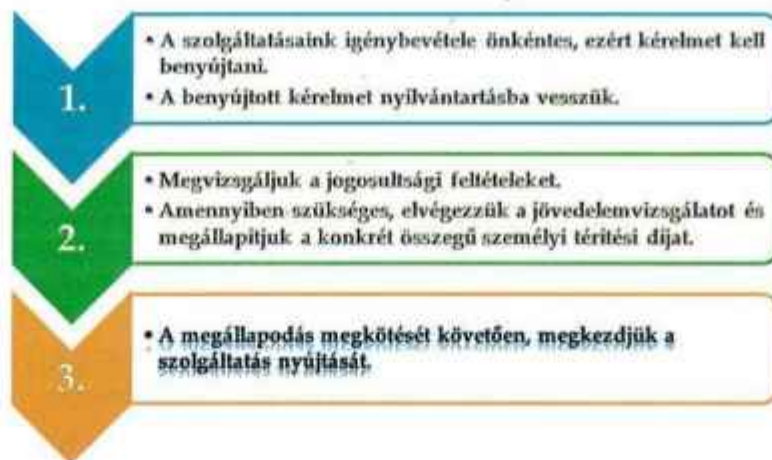 1.
• A szolgáltatásaink igénybevétele önkéntes, ezért kérelmet kell
benyújtani.
• A benyújtott kérelmet nyilvántartásba vesszük.
2.
• Megvizsgáljuk a jogosultsági feltételeket.
• Amennyiben szükséges, elvégezzük a jövedelemvizsgálatot és
megállapítjuk a konkrét összegű személyi térítési díjat.
3.
• A megállapodás megkötését követően, megkezdjük a
szolgáltatás nyújtását.